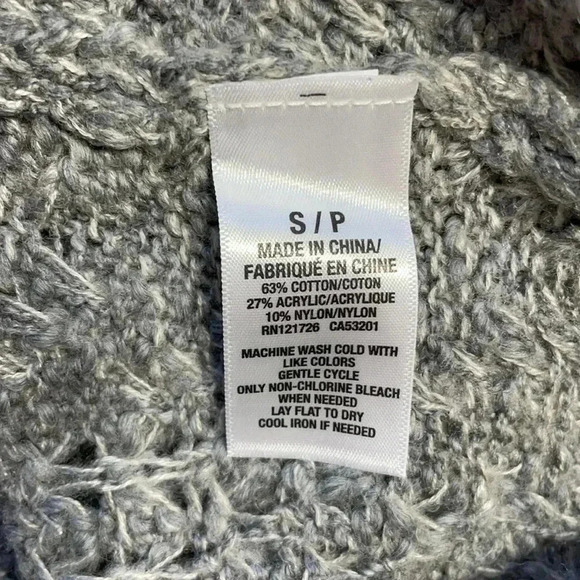 S / P
MADE IN CHINA/
FABRIQUÉ EN CHINE
63% COTTON/COTON
27% ACRYLIC/ACRYLIQUE
10% NYLON/NYLON
RN121726 CA53201
MACHINE WASH COLD WITH
LIKE COLORS
GENTLE CYCLE
ONLY NON-CHLORINE BLEACH
WHEN NEEDED
LAY FLAT TO DRY
COOL IRON IF NEEDED